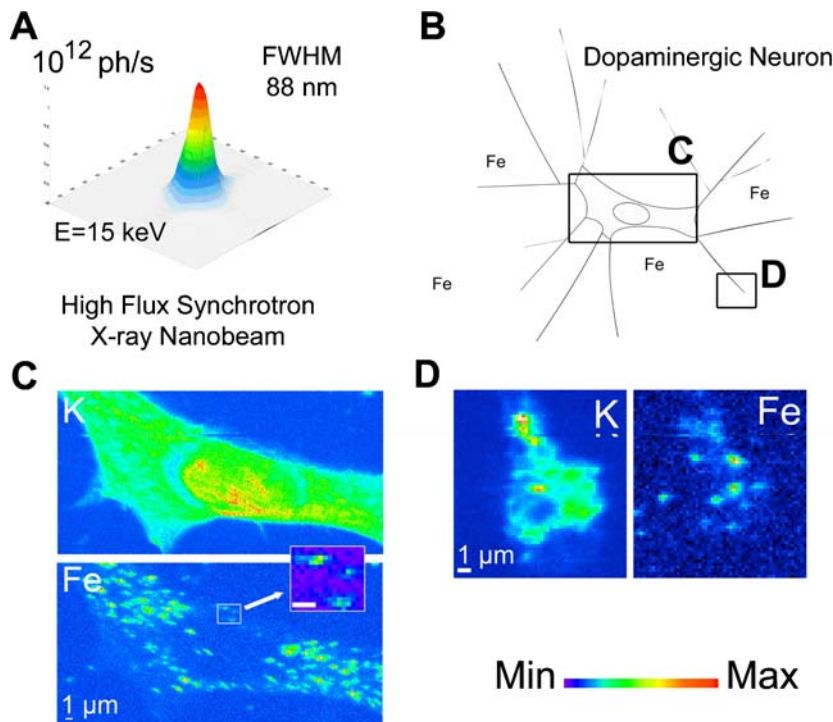 A
10¹² ph/s
FWHM
88 nm
E=15 keV
High Flux Synchrotron
X-ray Nanobeam
B
Dopaminergic Neuron
Fe
C
Fe
Fe
D
Fe
C
K
Fe
1 µm
D
K
Fe
1 µm
Min
Max